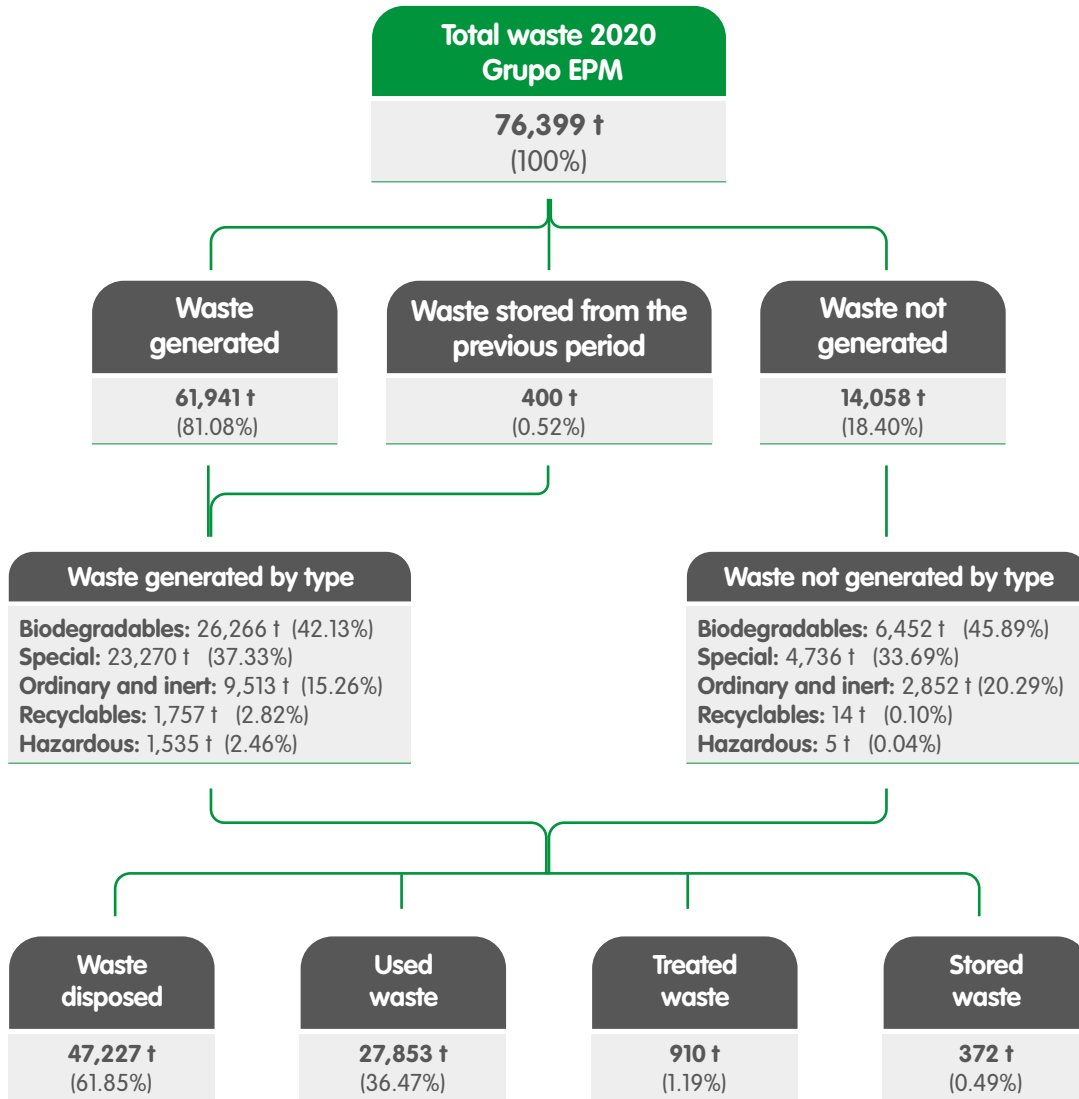 Total waste 2020
Grupo EPM
76,399 t
(100%)
Waste
generated
61,941 t
(81.08%)
Waste stored from the
previous period
400 t
(0.52%)
Waste not
generated
14,058 t
(18.40%)
Waste generated by type
Biodegradables: 26,266 t (42.13%)
Special: 23,270 t (37.33%)
Ordinary and inert: 9,513 t (15.26%)
Recyclables: 1,757 t (2.82%)
Hazardous: 1,535 t (2.46%)
Waste not generated by type
Biodegradables: 6,452 t (45.89%)
Special: 4,736 t (33.69%)
Ordinary and inert: 2,852 t (20.29%)
Recyclables: 14 t (0.10%)
Hazardous: 5 t (0.04%)
Waste
disposed
47,227 t
(61.85%)
Used
waste
27,853 t
(36.47%)
Treated
waste
910 t
(1.19%)
Stored
waste
372 t
(0.49%)